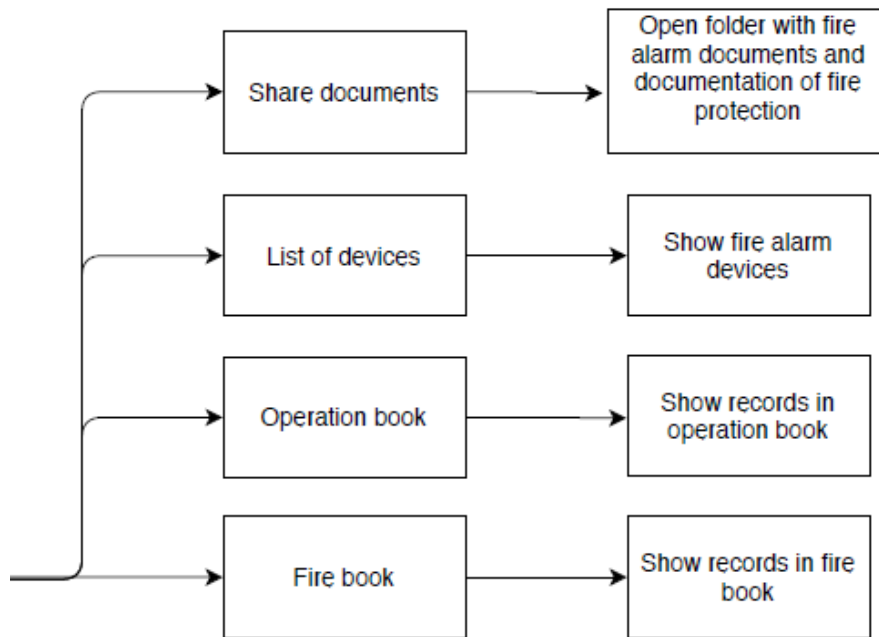 Share documents
Open folder with fire
alarm documents and
documentation of fire
protection
List of devices
Show fire alarm
devices
Operation book
Show records in
operation book
Fire book
Show records in fire
book